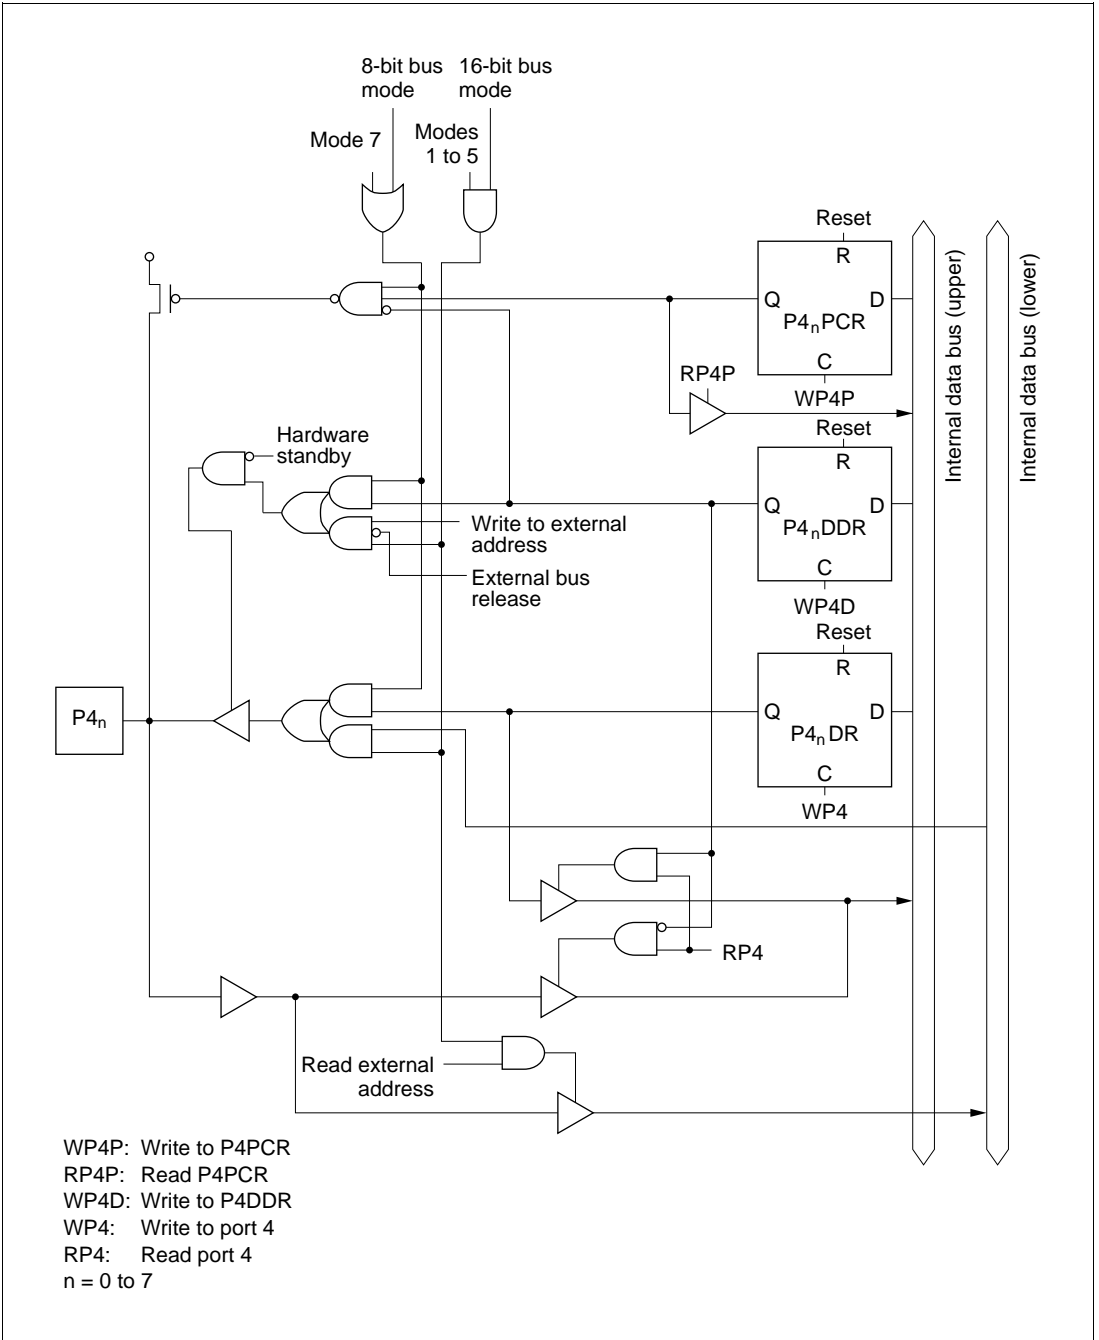 8-bit bus mode
16-bit bus mode
Mode 7
Modes 1 to 5
Reset
R
Q
D
P4nPCR
C
WP4P
RP4P
Internal data bus (upper)
Internal data bus (lower)
Hardware standby
Reset
R
Q
D
P4nDDR
C
WP4D
Write to external address
External bus release
Reset
R
Q
D
P4n DR
C
WP4
P4n
RP4
Read external address
WP4P: Write to P4PCR
RP4P: Read P4PCR
WP4D: Write to P4DDR
WP4: Write to port 4
RP4: Read port 4
n = 0 to 7